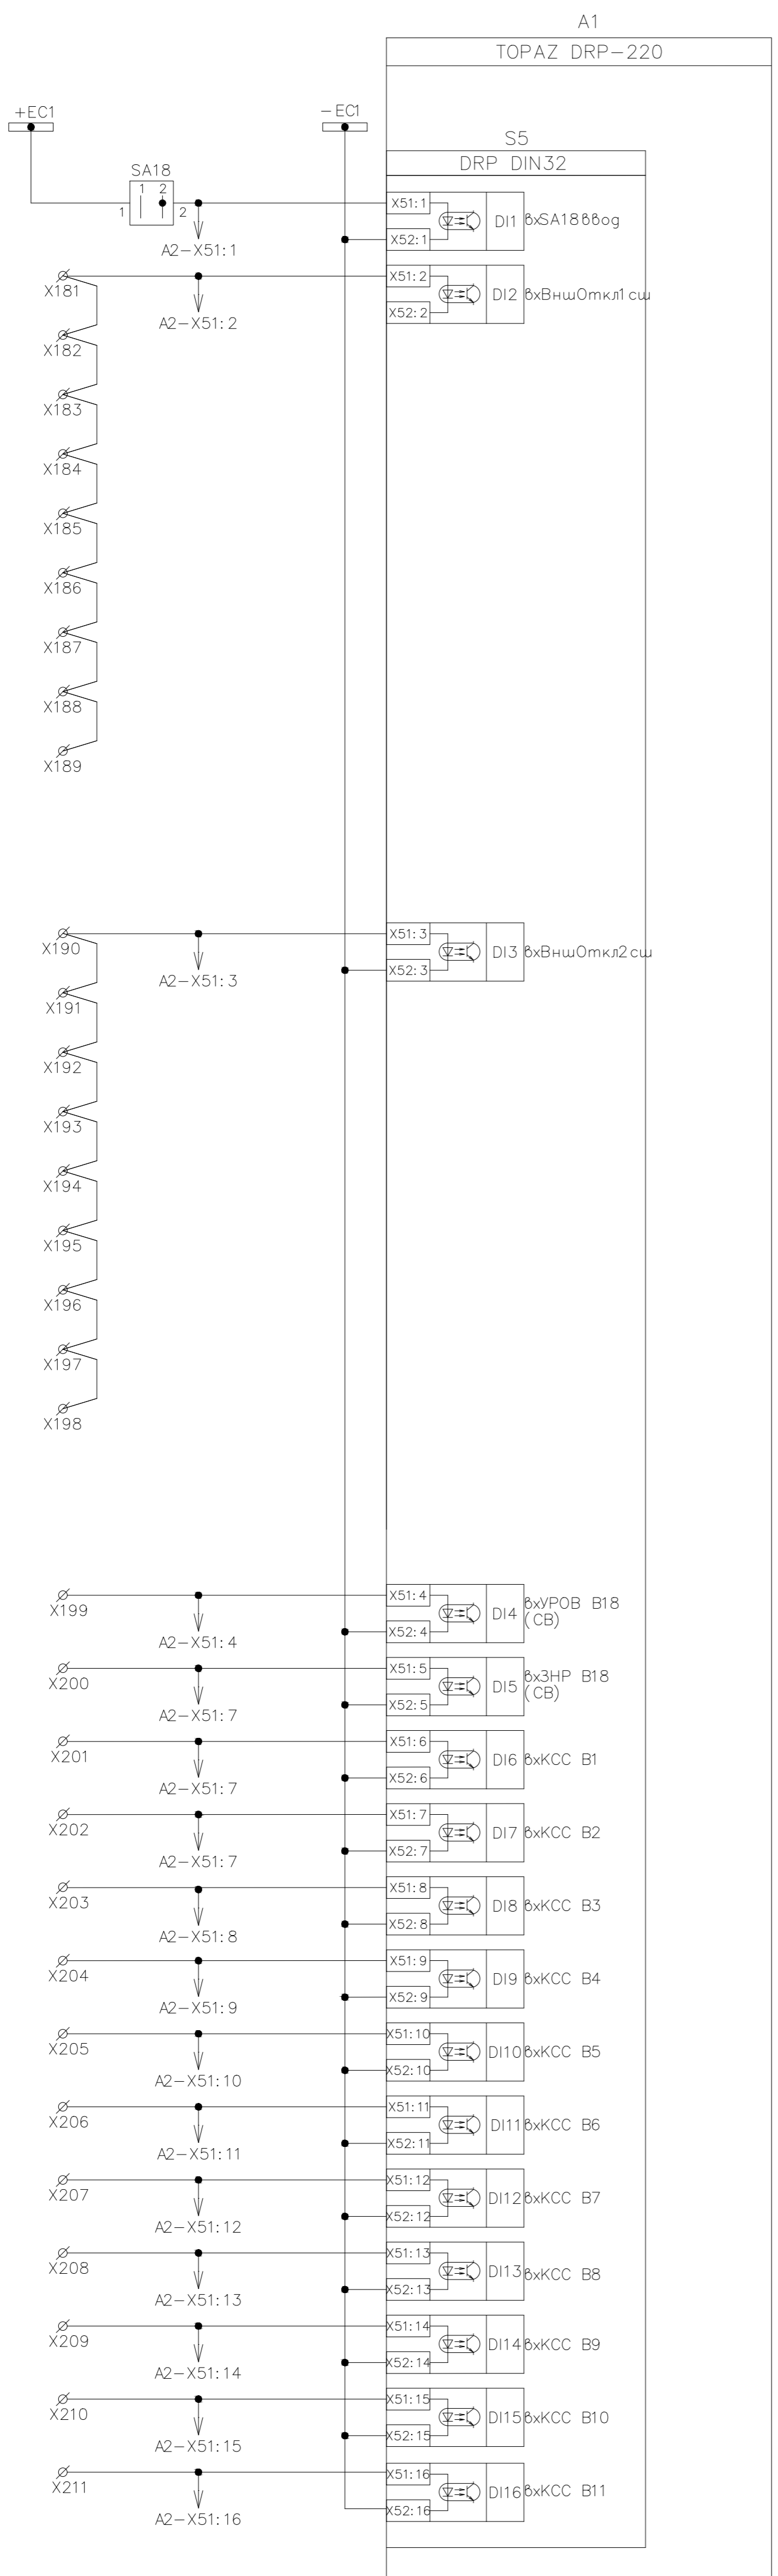 A1
TOPAZ DRP-220
+EC1
-EC1
S5
DRP DIN32
SA18
1 2
1 2
X51:1
DI1 вхSA18ввод
X52:1
A2-X51:1
X181
X51:2
DI2 вхВншОткл1 сш
X52:2
A2-X51:2
X182
X183
X184
X185
X186
X187
X188
X189
X190
X51:3
DI3 вхВншОткл2 сш
X52:3
A2-X51:3
X191
X192
X193
X194
X195
X196
X197
X198
X199
X51:4
DI4 вхУРОВ В18
(СВ)
X52:4
A2-X51:4
X200
X51:5
DI5 вхЗНР В18
(СВ)
X52:5
A2-X51:7
X201
X51:6
DI6 вхКСС В1
X52:6
A2-X51:7
X202
X51:7
DI7 вхКСС В2
X52:7
A2-X51:7
X203
X51:8
DI8 вхКСС В3
X52:8
A2-X51:8
X204
X51:9
DI9 вхКСС В4
X52:9
A2-X51:9
X205
X51:10
DI10 вхКСС В5
X52:10
A2-X51:10
X206
X51:11
DI11 вхКСС В6
X52:11
A2-X51:11
X207
X51:12
DI12 вхКСС В7
X52:12
A2-X51:12
X208
X51:13
DI13 вхКСС В8
X52:13
A2-X51:13
X209
X51:14
DI14 вхКСС В9
X52:14
A2-X51:14
X210
X51:15
DI15 вхКСС В10
X52:15
A2-X51:15
X211
X51:16
DI16 вхКСС В11
X52:16
A2-X51:16